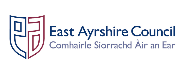 East Ayrshire Council
Comhairle Siorrachd Àir an Ear